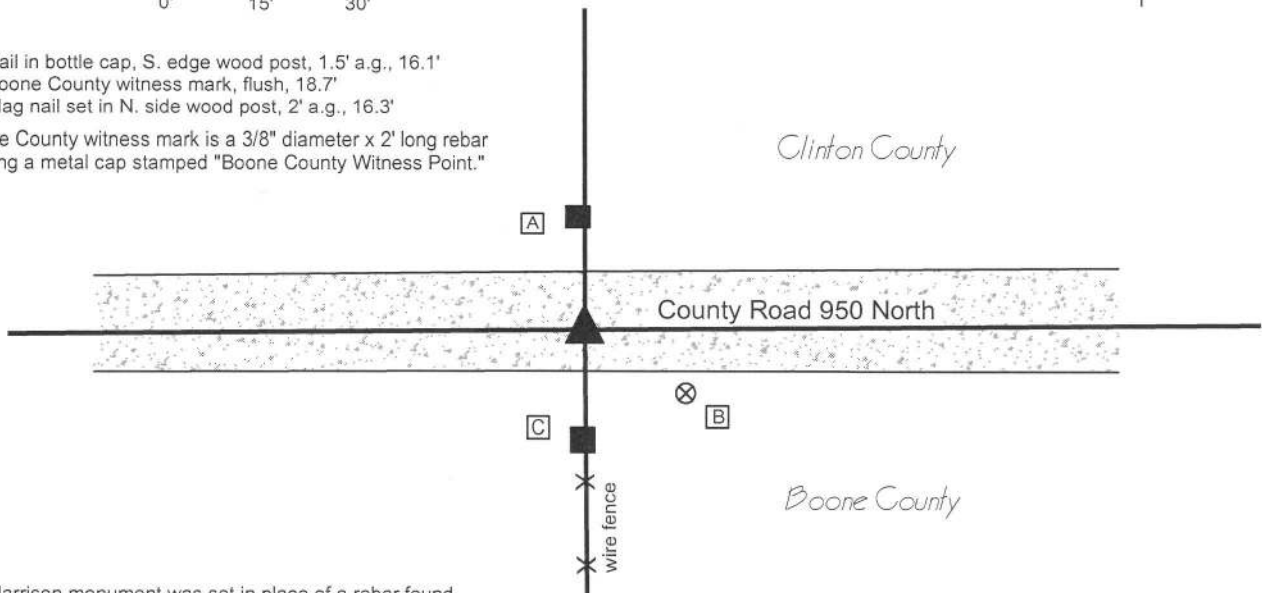 0' 15' 30'
ail in bottle cap, S. edge wood post, 1.5' a.g., 16.1'
oone County witness mark, flush, 18.7'
lag nail set in N. side wood post, 2' a.g., 16.3'
e County witness mark is a 3/8" diameter x 2' long rebar
ng a metal cap stamped "Boone County Witness Point."
Clinton County
A
County Road 950 North
B
C
wire fence
Boone County
arrison monument was set in place of a rebar found